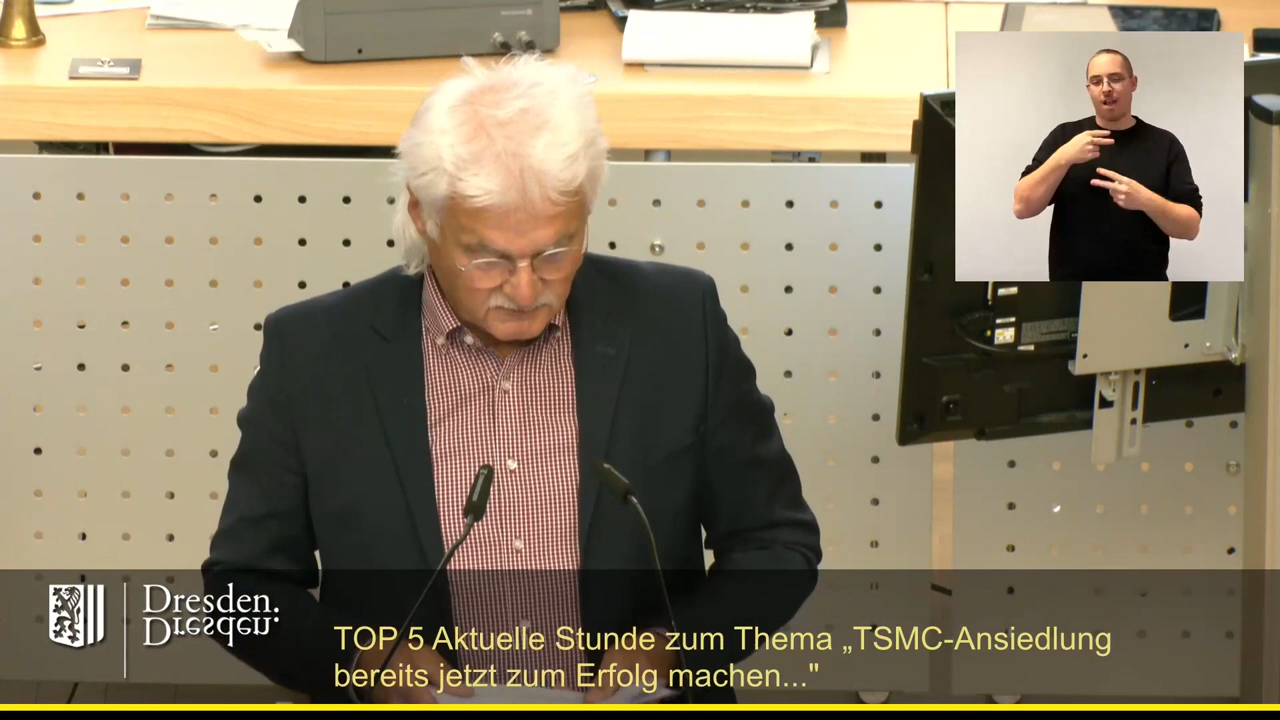 Dresden.
Dresden.
TOP 5 Aktuelle Stunde zum Thema „TSMC-Ansiedlung
bereits jetzt zum Erfolg machen..."